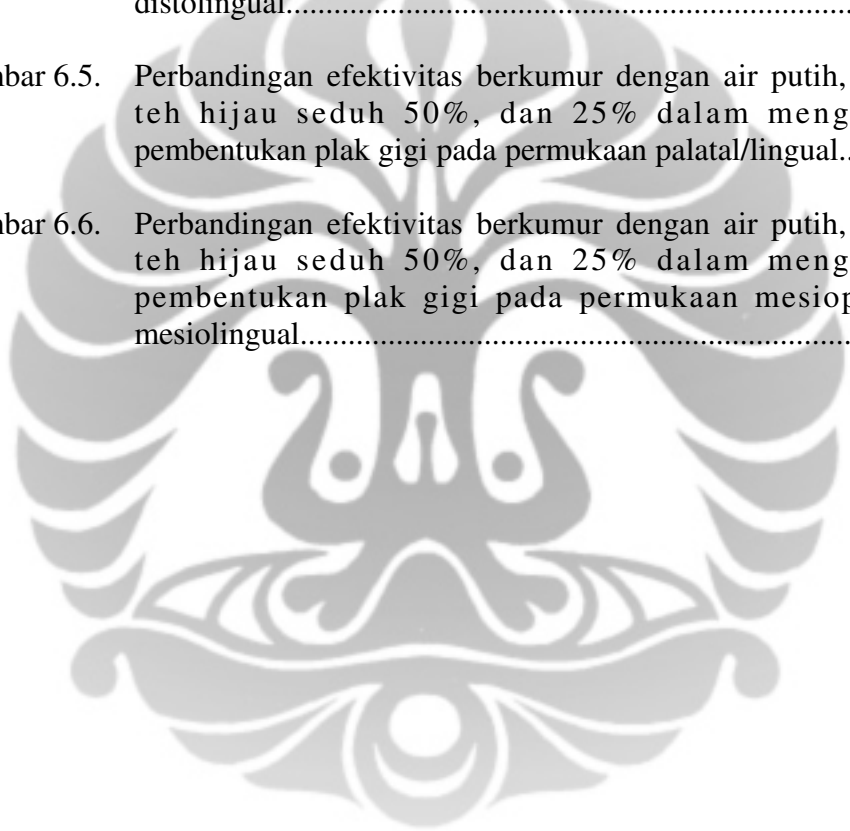 distolingual......................................................................
mbar 6.5. Perbandingan efektivitas berkumur dengan air putih,
teh hijau seduh 50%, dan 25% dalam meng
pembentukan plak gigi pada permukaan palatal/lingual..
mbar 6.6. Perbandingan efektivitas berkumur dengan air putih,
teh hijau seduh 50%, dan 25% dalam meng
pembentukan plak gigi pada permukaan mesiop
mesiolingual.....................................................................